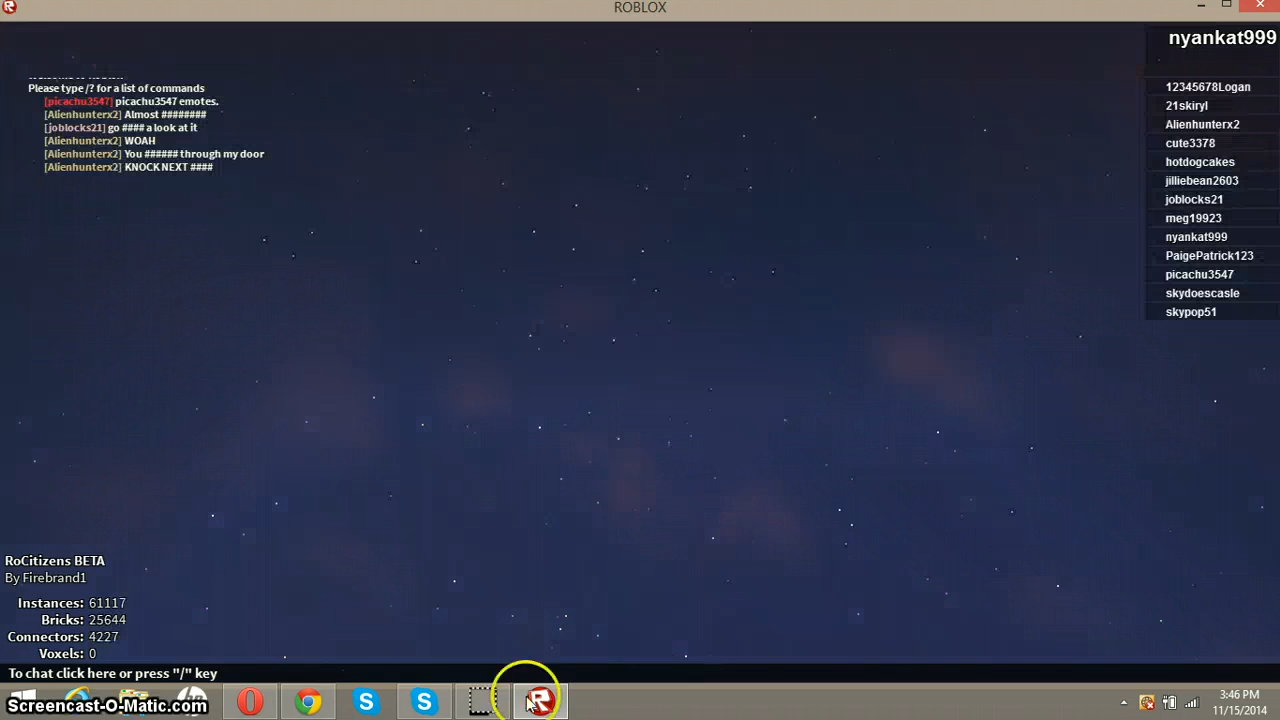 ROBLOX
nyankat999
Please type /? for a list of commands
[picachu3547] picachu3547 emotes.
[Alienhunterx2] Almost ########
[joblocks21] go #### a look at it
[Alienhunterx2] WOAH
[Alienhunterx2] You ###### through my door
[Alienhunterx2] KNOCK NEXT ####
12345678Logan
21skiryl
Alienhunterx2
cute3378
hotdogcakes
jilliebean2603
joblocks21
meg19923
nyankat999
PaigePatrick123
picachu3547
skydoescasle
skypop51
RoCitizens BETA
By Firebrand1
Instances: 61117
Bricks: 25644
Connectors: 4227
Voxels: 0
To chat click here or press "/" key
Screencast-O-Matic.com
3:46 PM
11/15/2014